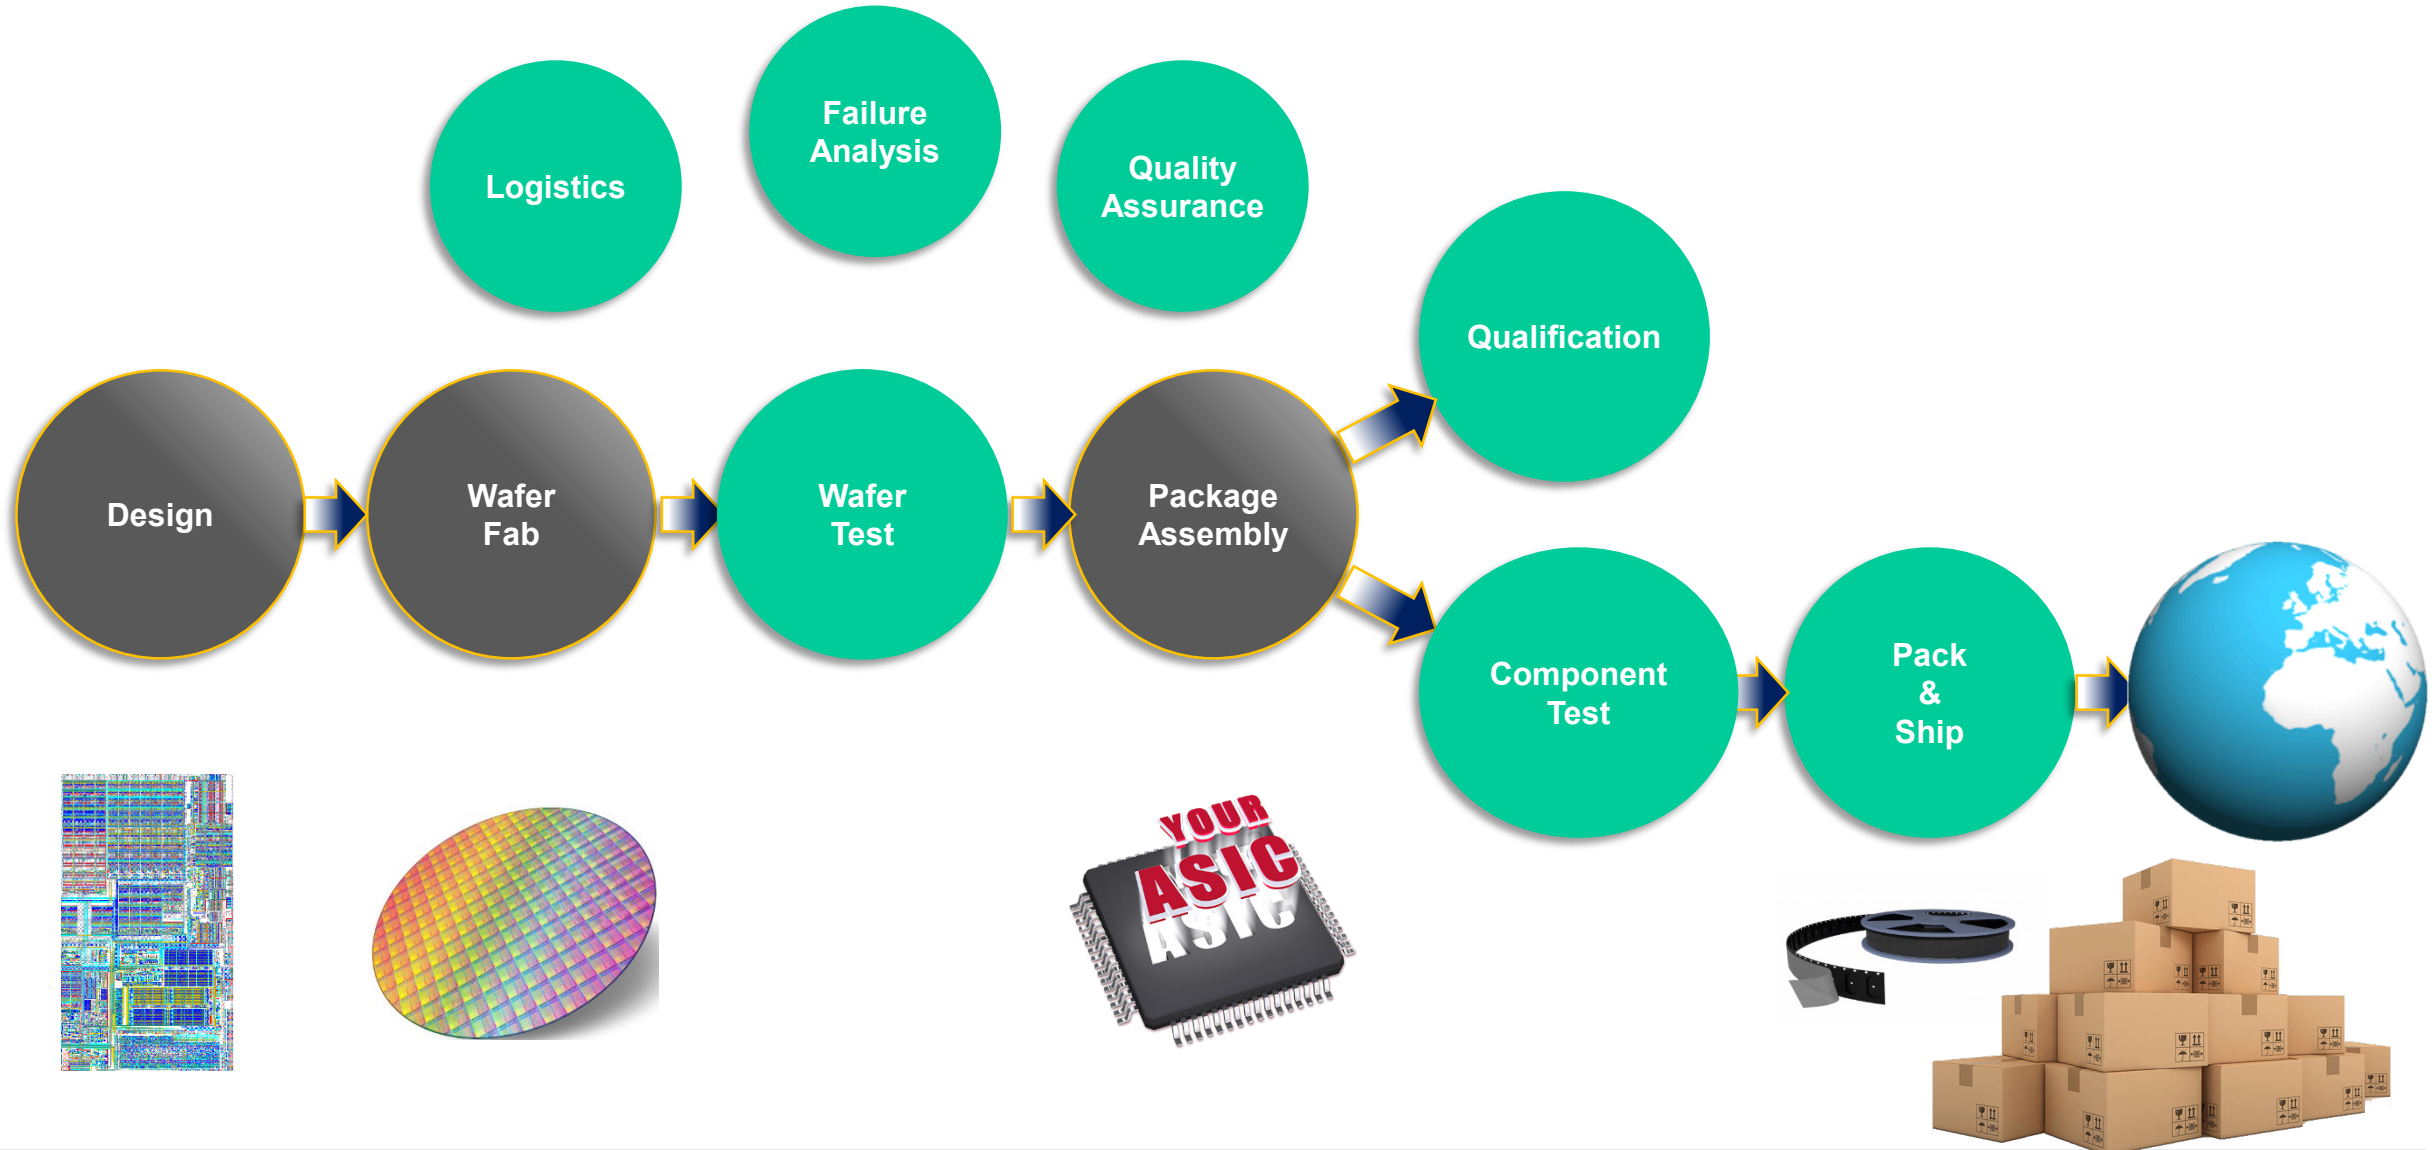 Failure
Analysis
Logistics
Quality
Assurance
Qualification
Design
Wafer
Fab
Wafer
Test
Package
Assembly
Component
Test
Pack
&
Ship
YOUR
ASIC
ASIC